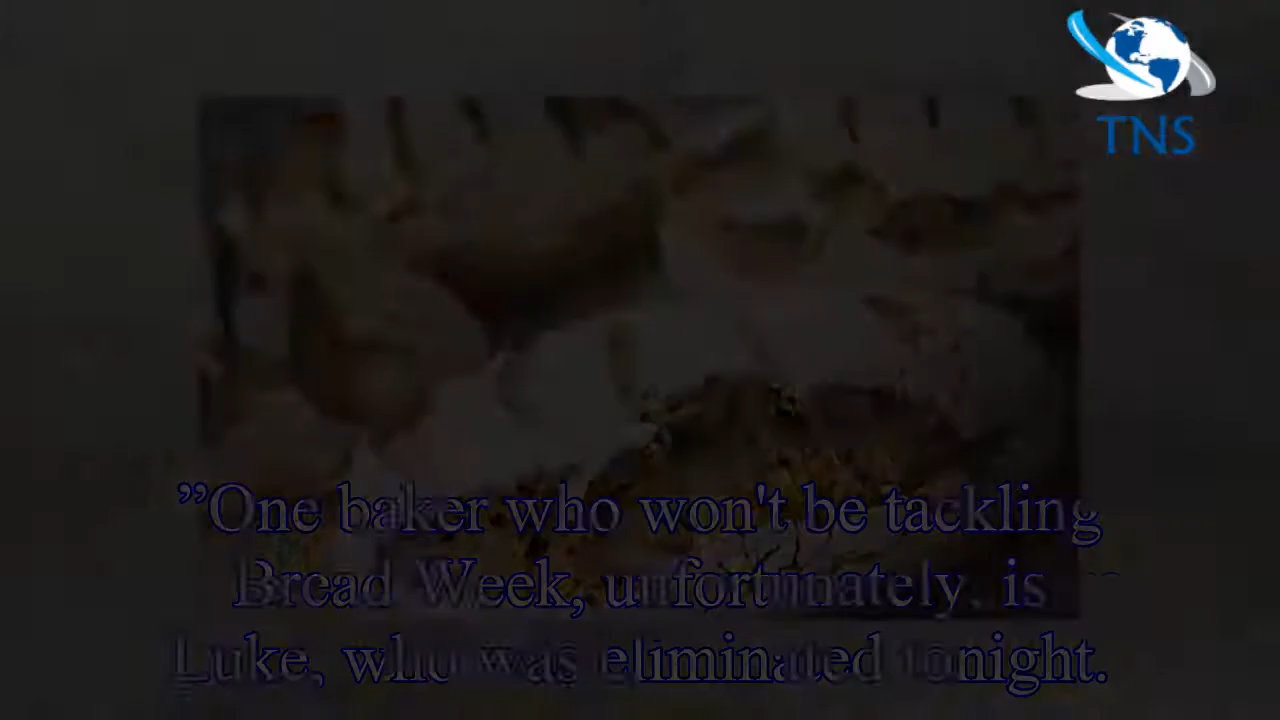 TNS
”One baker who won't be tackling
Bread Week, unfortunately, is
Luke, who was eliminated tonight.